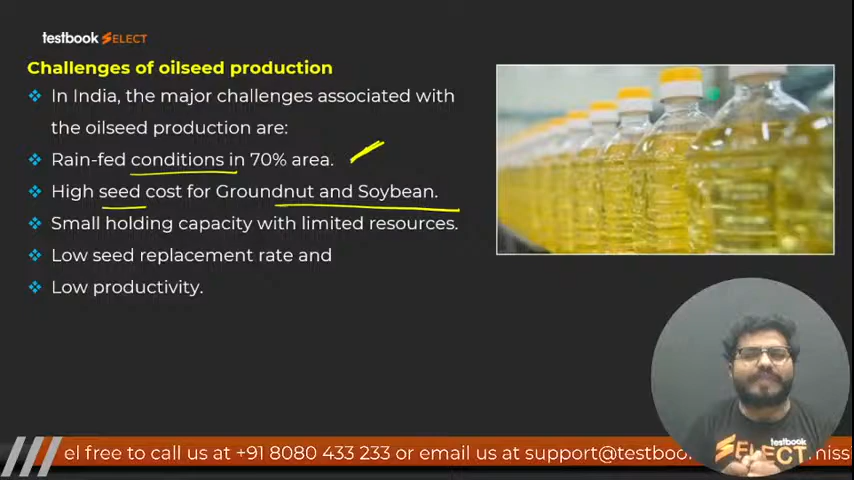 testbook SELECT
Challenges of oilseed production
In India, the major challenges associated with
the oilseed production are:
Rain-fed conditions in 70% area.
High seed cost for Groundnut and Soybean.
Small holding capacity with limited resources.
Low seed replacement rate and
Low productivity.
testbook
SELECT
el free to call us at +91 8080 433 233 or email us at support@testboo miss